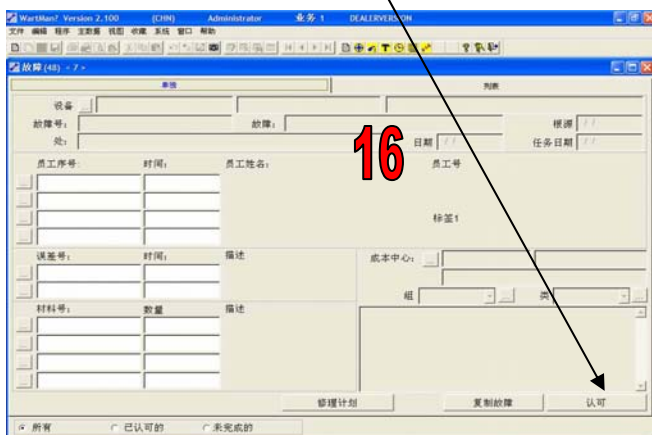 WartMan? Version 2.100 (CHN) Administrator 业务 1 DEALERVERSION
文件 编辑 程序 主数据 视图 收藏 系统 窗口 帮助
故障 (48) < 7 >
单独 列表
设备 ...
故障号: 故障: 根源 / /
处: 日期 / / 任务日期 / /
16
员工序号: 时间: 员工姓名: 员工号
标签1
误差号: 时间: 描述 成本中心: ...
组 ... 类 ...
材料号: 数量 描述
修理计划 复制故障 认可
所有 已认可的 未完成的